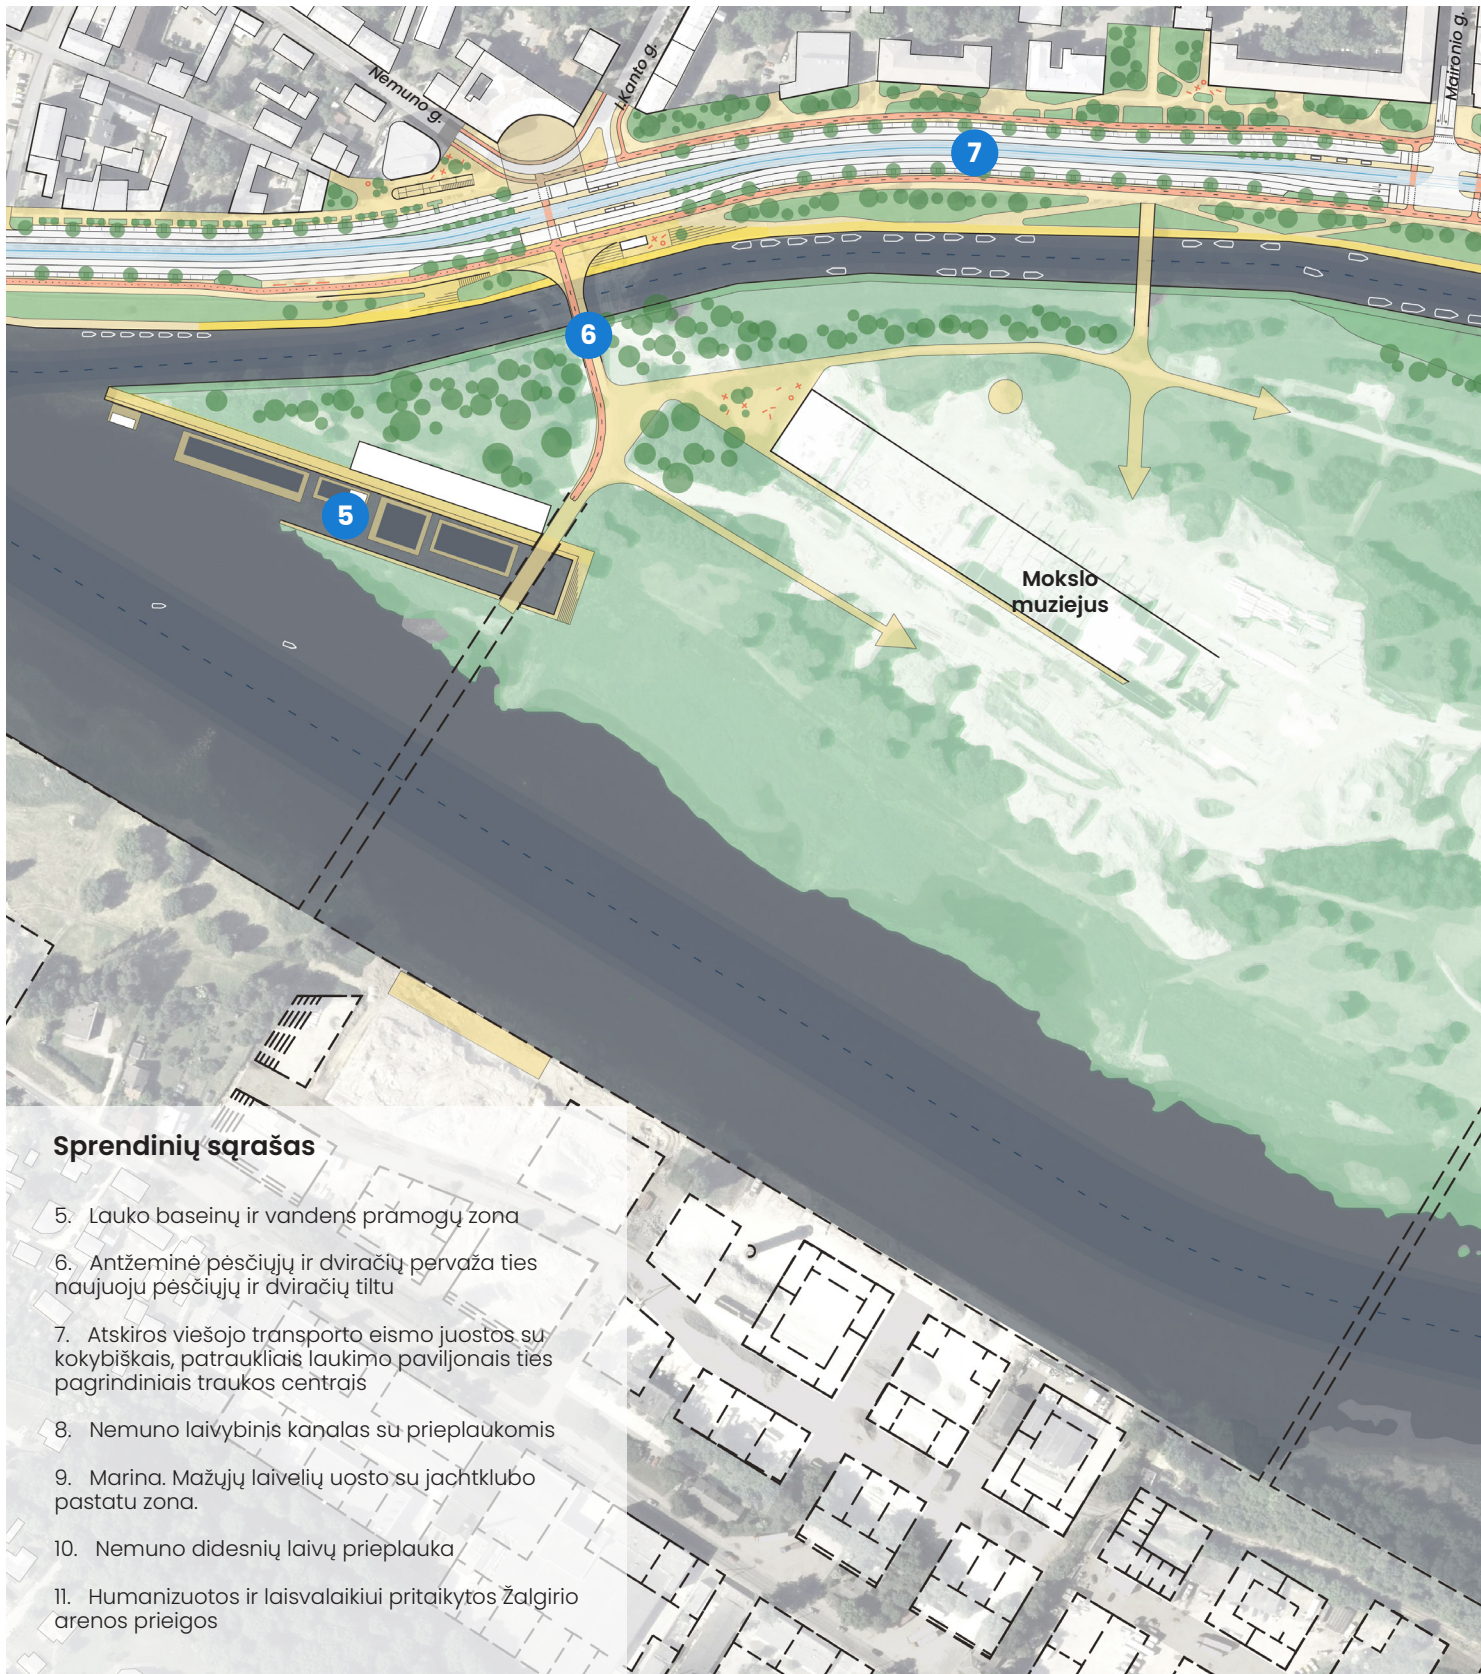 Nemuno g.
I.Kanto g.
Maironio g.
7
6
5
Mokslo
muziejus
Sprendinių sąrašas
5. Lauko baseinų ir vandens pramogų zona
6. Antžeminė pėsčiųjų ir dviračių pervaža ties
naujuoju pėsčiųjų ir dviračių tiltu
7. Atskiros viešojo transporto eismo juostos su
kokybiškais, patraukliais laukimo paviljonais ties
pagrindiniais traukos centrais
8. Nemuno laivybinis kanalas su prieplaukomis
9. Marina. Mažųjų laivelių uosto su jachtklubo
pastatu zona.
10. Nemuno didesnių laivų prieplauka
11. Humanizuotos ir laisvalaikiui pritaikytos Žalgirio
arenos prieigos